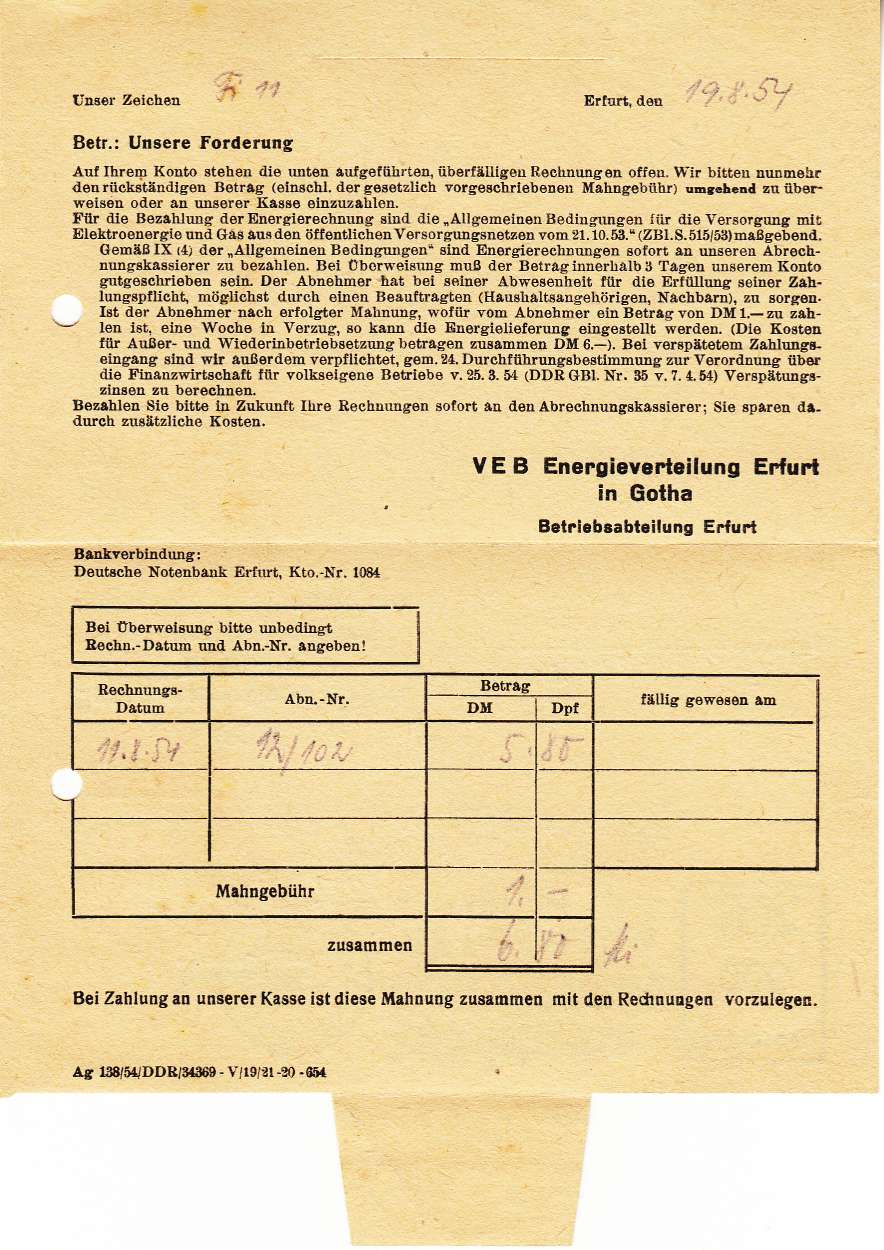 Unser Zeichen Fi 11 Erfurt, den 19.8.54
Betr.: Unsere Forderung
Auf Ihrem Konto stehen die unten aufgeführten, überfälligen Rechnungen offen. Wir bitten nunmehr
den rückständigen Betrag (einschl. der gesetzlich vorgeschriebenen Mahngebühr) umgehend zu über-
weisen oder an unserer Kasse einzuzahlen.
Für die Bezahlung der Energierechnung sind die „Allgemeinen Bedingungen für die Versorgung mit
Elektroenergie und Gas aus den öffentlichen Versorgungsnetzen vom 21.10.53.“ (ZBl.S.515/53) maßgebend.
Gemäß IX (4) der „Allgemeinen Bedingungen“ sind Energierechnungen sofort an unseren Abrech-
nungskassierer zu bezahlen. Bei Überweisung muß der Betrag innerhalb 3 Tagen unserem Konto
gutgeschrieben sein. Der Abnehmer hat bei seiner Abwesenheit für die Erfüllung seiner Zah-
lungspflicht, möglichst durch einen Beauftragten (Haushaltsangehörigen, Nachbarn), zu sorgen.
Ist der Abnehmer nach erfolgter Mahnung, wofür vom Abnehmer ein Betrag von DM 1.— zu zah-
len ist, eine Woche in Verzug, so kann die Energielieferung eingestellt werden. (Die Kosten
für Außer- und Wiederinbetriebsetzung betragen zusammen DM 6.—). Bei verspätetem Zahlungs-
eingang sind wir außerdem verpflichtet, gem. 24. Durchführungsbestimmung zur Verordnung über
die Finanzwirtschaft für volkseigene Betriebe v. 25. 3. 54 (DDR GBl. Nr. 35 v. 7. 4. 54) Verspätungs-
zinsen zu berechnen.
Bezahlen Sie bitte in Zukunft Ihre Rechnungen sofort an den Abrechnungskassierer; Sie sparen da-
durch zusätzliche Kosten.
VEB Energieverteilung Erfurt
in Gotha
Betriebsabteilung Erfurt
Bankverbindung:
Deutsche Notenbank Erfurt, Kto.-Nr. 1084
Bei Überweisung bitte unbedingt
Rechn.-Datum und Abn.-Nr. angeben!
Rechnungs-Datum Abn.-Nr. Betrag DM Dpf fällig gewesen am
11.8.54 12/102 5.80
Mahngebühr 1. —
zusammen 6.80
Bei Zahlung an unserer Kasse ist diese Mahnung zusammen mit den Rechnungen vorzulegen.
Ag 138/54/DDR/34369 - V/19/21-20 - 654